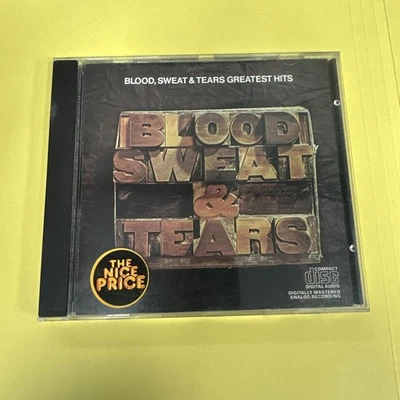 BLOOD, SWEAT & TEARS GREATEST HITS
BLOOD
SWEAT
&
TEARS
THE
NICE
PRICE
COMPACT
disc
DIGITAL AUDIO
DIGITALLY MASTERED
ANALOG RECORDING